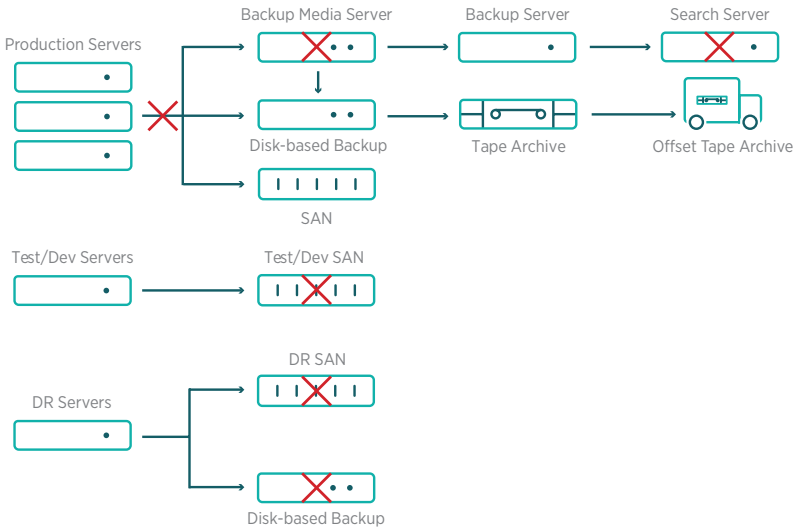 Backup Media Server
Backup Server
Search Server
Production Servers
Disk-based Backup
Tape Archive
Offset Tape Archive
SAN
Test/Dev Servers
Test/Dev SAN
DR SAN
DR Servers
Disk-based Backup